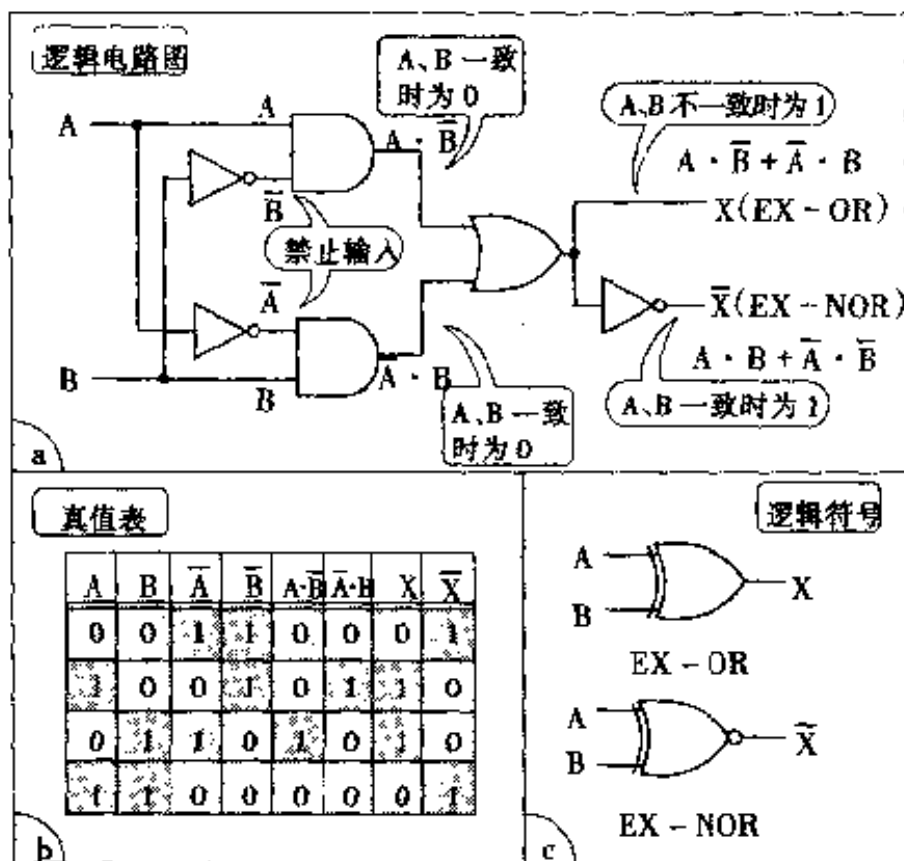 逻辑电路图
A、B 一致
时为 0
A、B 不一致时为 1
A
A
A · B̅
A · B̅ + A̅ · B
B̅
X(EX－OR)
禁止输入
A̅
X̅(EX－NOR)
A · B + A̅ · B̅
B
B
A · B
A、B 一致
时为 0
A、B 一致时为 1
a
真值表
A B A̅ B̅ A·B̅ A̅·B X X̅
0 0 1 1 0 0 0 1
1 0 0 1 0 1 1 0
0 1 1 0 1 0 1 0
1 1 0 0 0 0 0 1
b
逻辑符号
A
X
B
EX－OR
A
X̅
B
EX－NOR
c